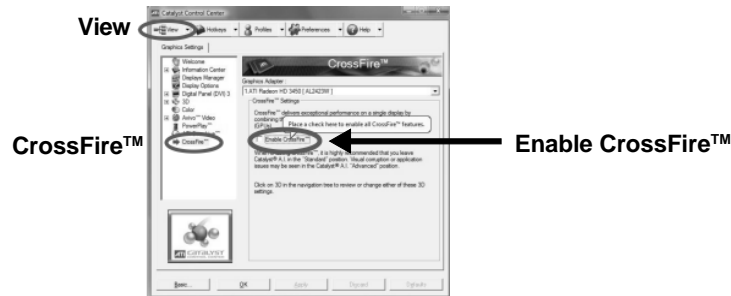 View
CrossFire™
Enable CrossFire™
Catalyst Control Center
View Hotkeys Profiles Preferences Help
Graphics Settings
Welcome
Information Center
Displays Manager
Display Options
Digital Panel (DVI) 3
3D
Color
Avivo™ Video
PowerPlay™
CrossFire™
CrossFire™
Graphics Adapter :
1.ATI Radeon HD 3450 [ AL2423W ]
CrossFire™ Settings
CrossFire™ delivers exceptional performance on a single display by
combining
(GPUs)
Place a check here to enable all CrossFire™ features.
Enable CrossFire™
it is highly recommended that you leave
Catalyst® A.I. in the "Standard" position. Visual corruption or application
issues may be seen in the Catalyst® A.I. "Advanced" position.
Click on 3D in the navigation tree to review or change either of these 3D
settings.
ATI CATALYST
Basic... OK Apply Discard Defaults